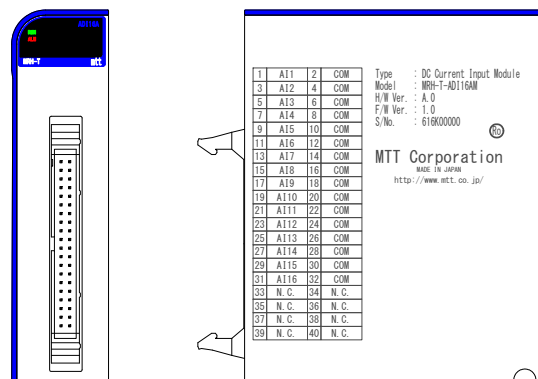 MRH-T mtt
1 AI1 2 COM
3 AI2 4 COM
5 AI3 6 COM
7 AI4 8 COM
9 AI5 10 COM
11 AI6 12 COM
13 AI7 14 COM
15 AI8 16 COM
17 AI9 18 COM
19 AI10 20 COM
21 AI11 22 COM
23 AI12 24 COM
25 AI13 26 COM
27 AI14 28 COM
29 AI15 30 COM
31 AI16 32 COM
33 N.C. 34 N.C.
35 N.C. 36 N.C.
37 N.C. 38 N.C.
39 N.C. 40 N.C.
Type : DC Current Input Module
Model : MRH-T-ADI16AM
H/W Ver. : A.0
F/W Ver. : 1.0
S/No. : 616K00000
Ro
MTT Corporation
MADE IN JAPAN
http://www.mtt.co.jp/